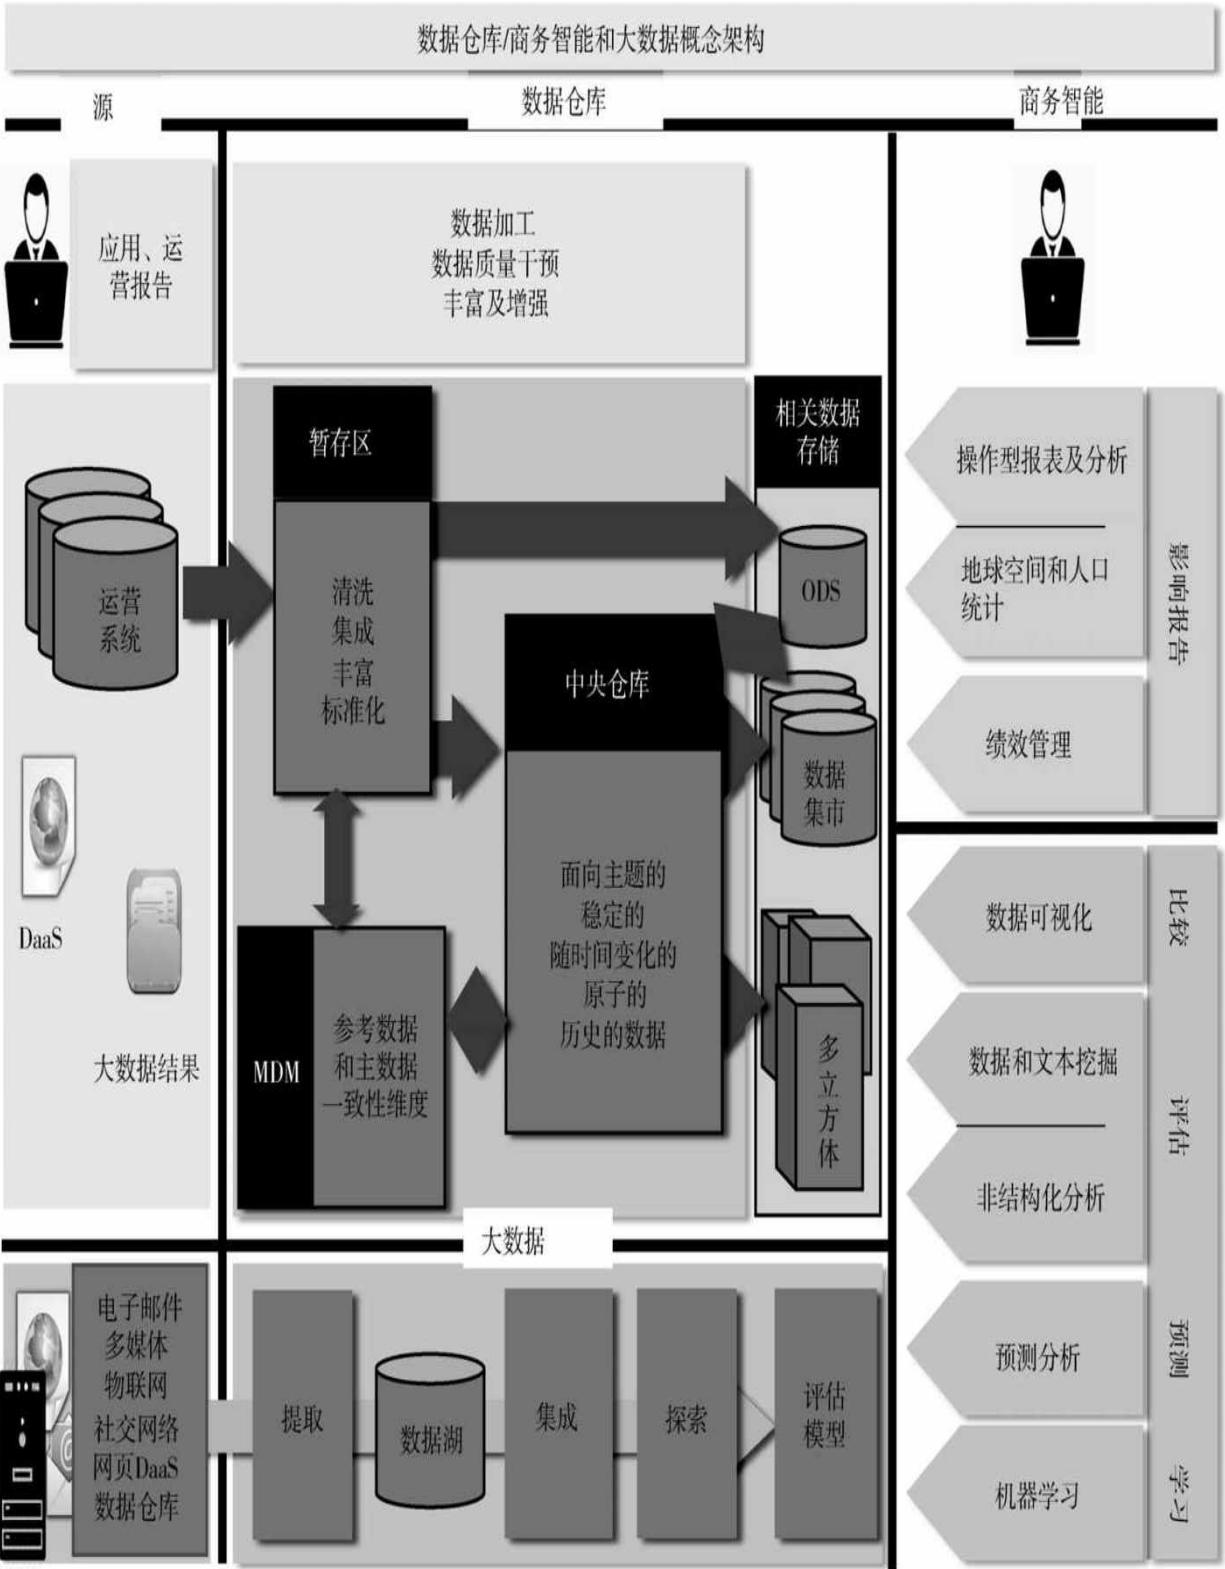 数据仓库/商务智能和大数据概念架构
源
数据仓库
商务智能
应用、运
营报告
数据加工
数据质量干预
丰富及增强
运营
系统
DaaS
大数据结果
暂存区
清洗
集成
丰富
标准化
MDM
参考数据
和主数据
一致性维度
中央仓库
面向主题的
稳定的
随时间变化的
原子的
历史的数据
相关数据
存储
ODS
数据
集市
多
立
方
体
操作型报表及分析
地球空间和人口
统计
绩效管理
影响报告
数据可视化
比较
数据和文本挖掘
非结构化分析
评估
预测分析
预测
机器学习
学习
大数据
电子邮件
多媒体
物联网
社交网络
网页DaaS
数据仓库
提取
数据湖
集成
探索
评估
模型